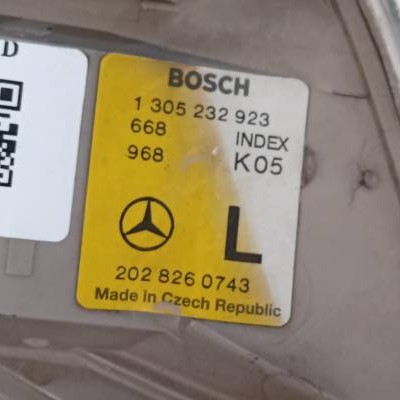 D
BOSCH
1 305 232 923
668 INDEX
968 K05
L
202 826 0743
Made in Czech Republic